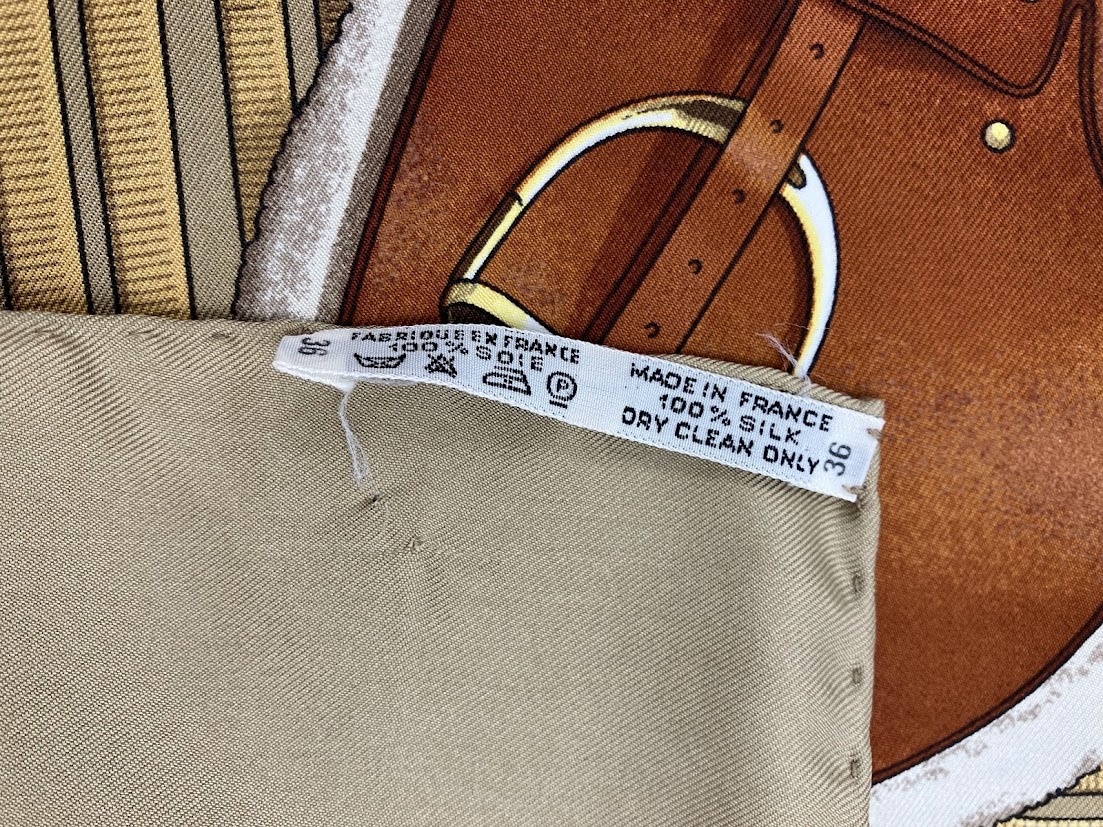 36
FABRIQUE EN FRANCE
100 % SOIE
P
MADE IN FRANCE
100 % SILK
DRY CLEAN ONLY
36